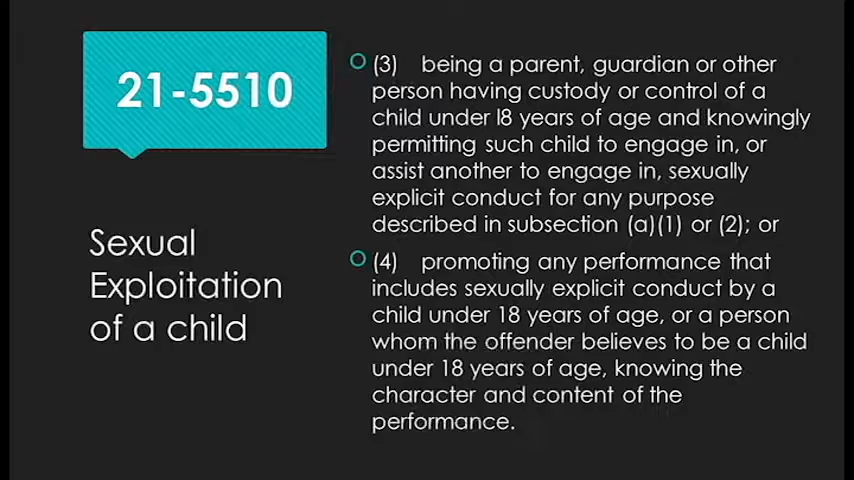 21-5510
Sexual
Exploitation
of a child
(3) being a parent, guardian or other
person having custody or control of a
child under l8 years of age and knowingly
permitting such child to engage in, or
assist another to engage in, sexually
explicit conduct for any purpose
described in subsection (a)(1) or (2); or
(4) promoting any performance that
includes sexually explicit conduct by a
child under 18 years of age, or a person
whom the offender believes to be a child
under 18 years of age, knowing the
character and content of the
performance.